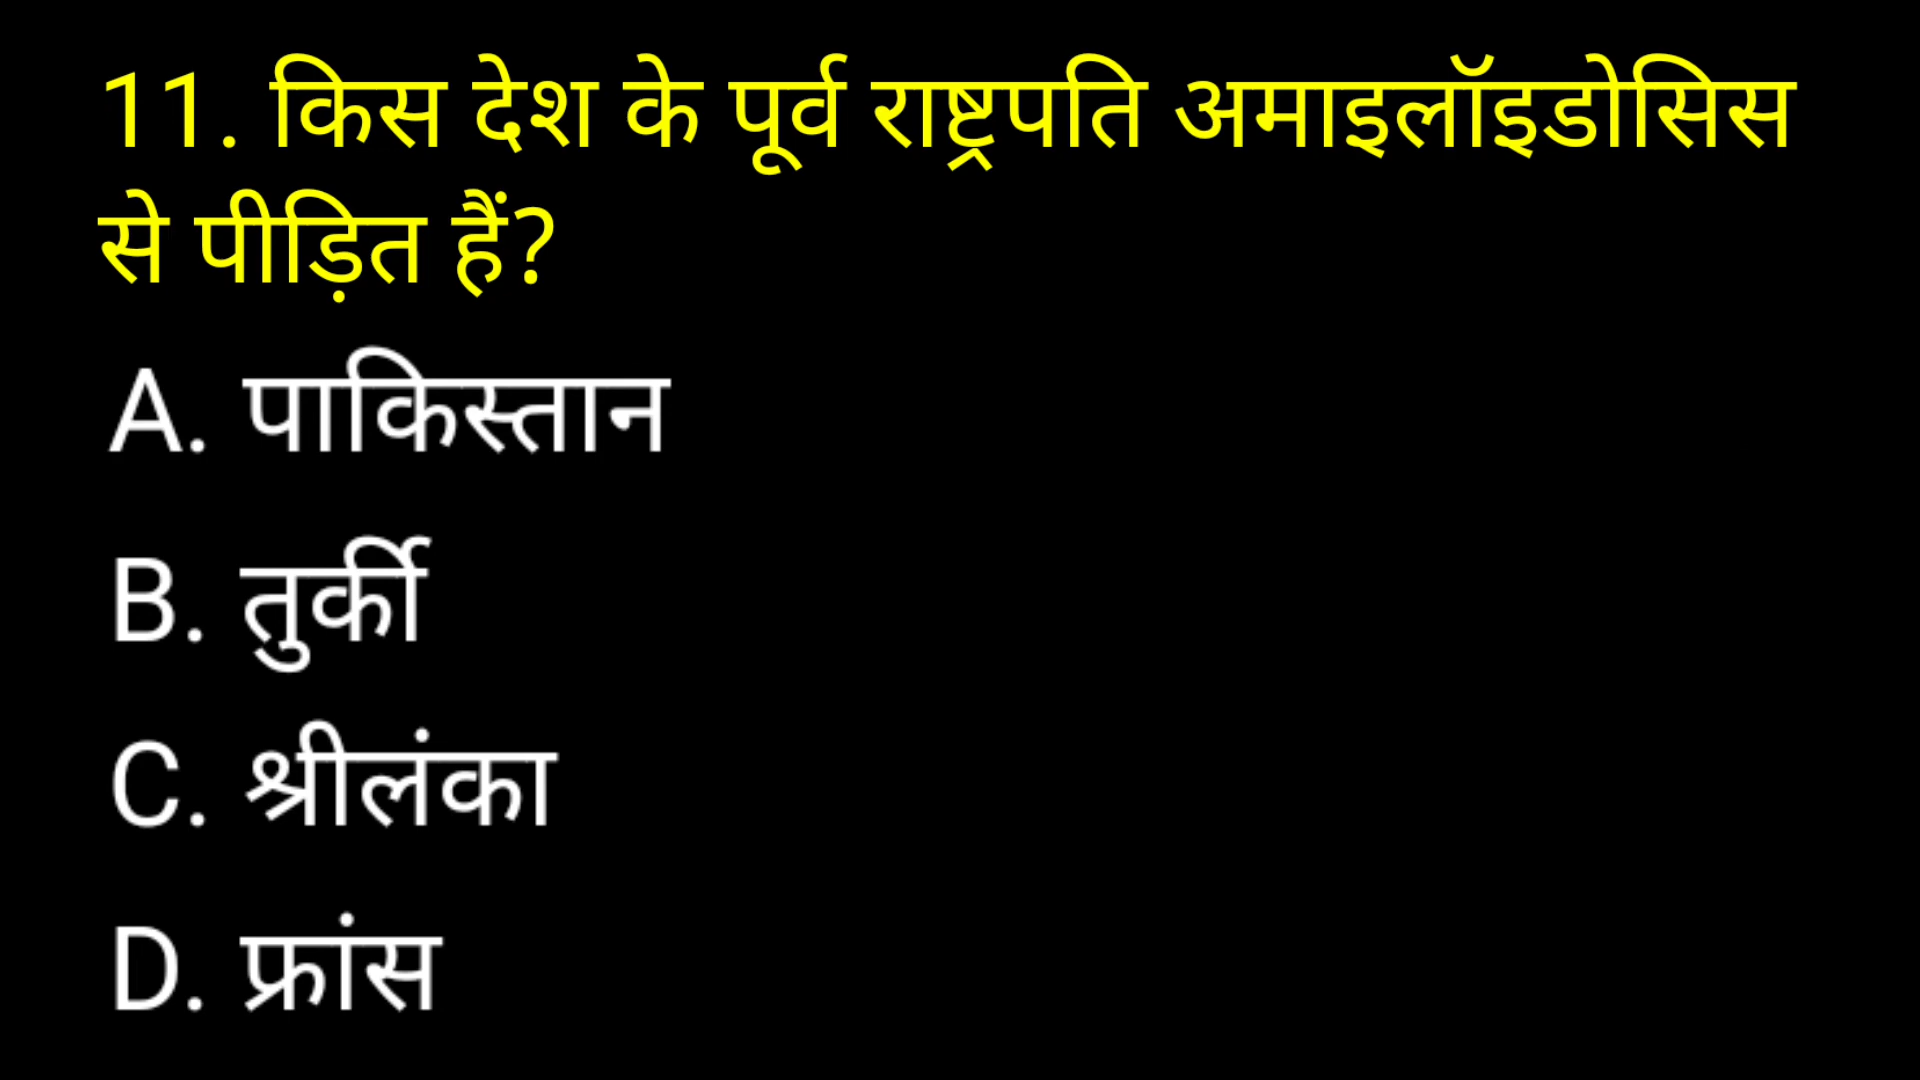 11. किस देश के पूर्व राष्ट्रपति अमाइलॉइडोसिस
से पीड़ित हैं?
A. पाकिस्तान
B. तुर्की
C. श्रीलंका
D. फ्रांस